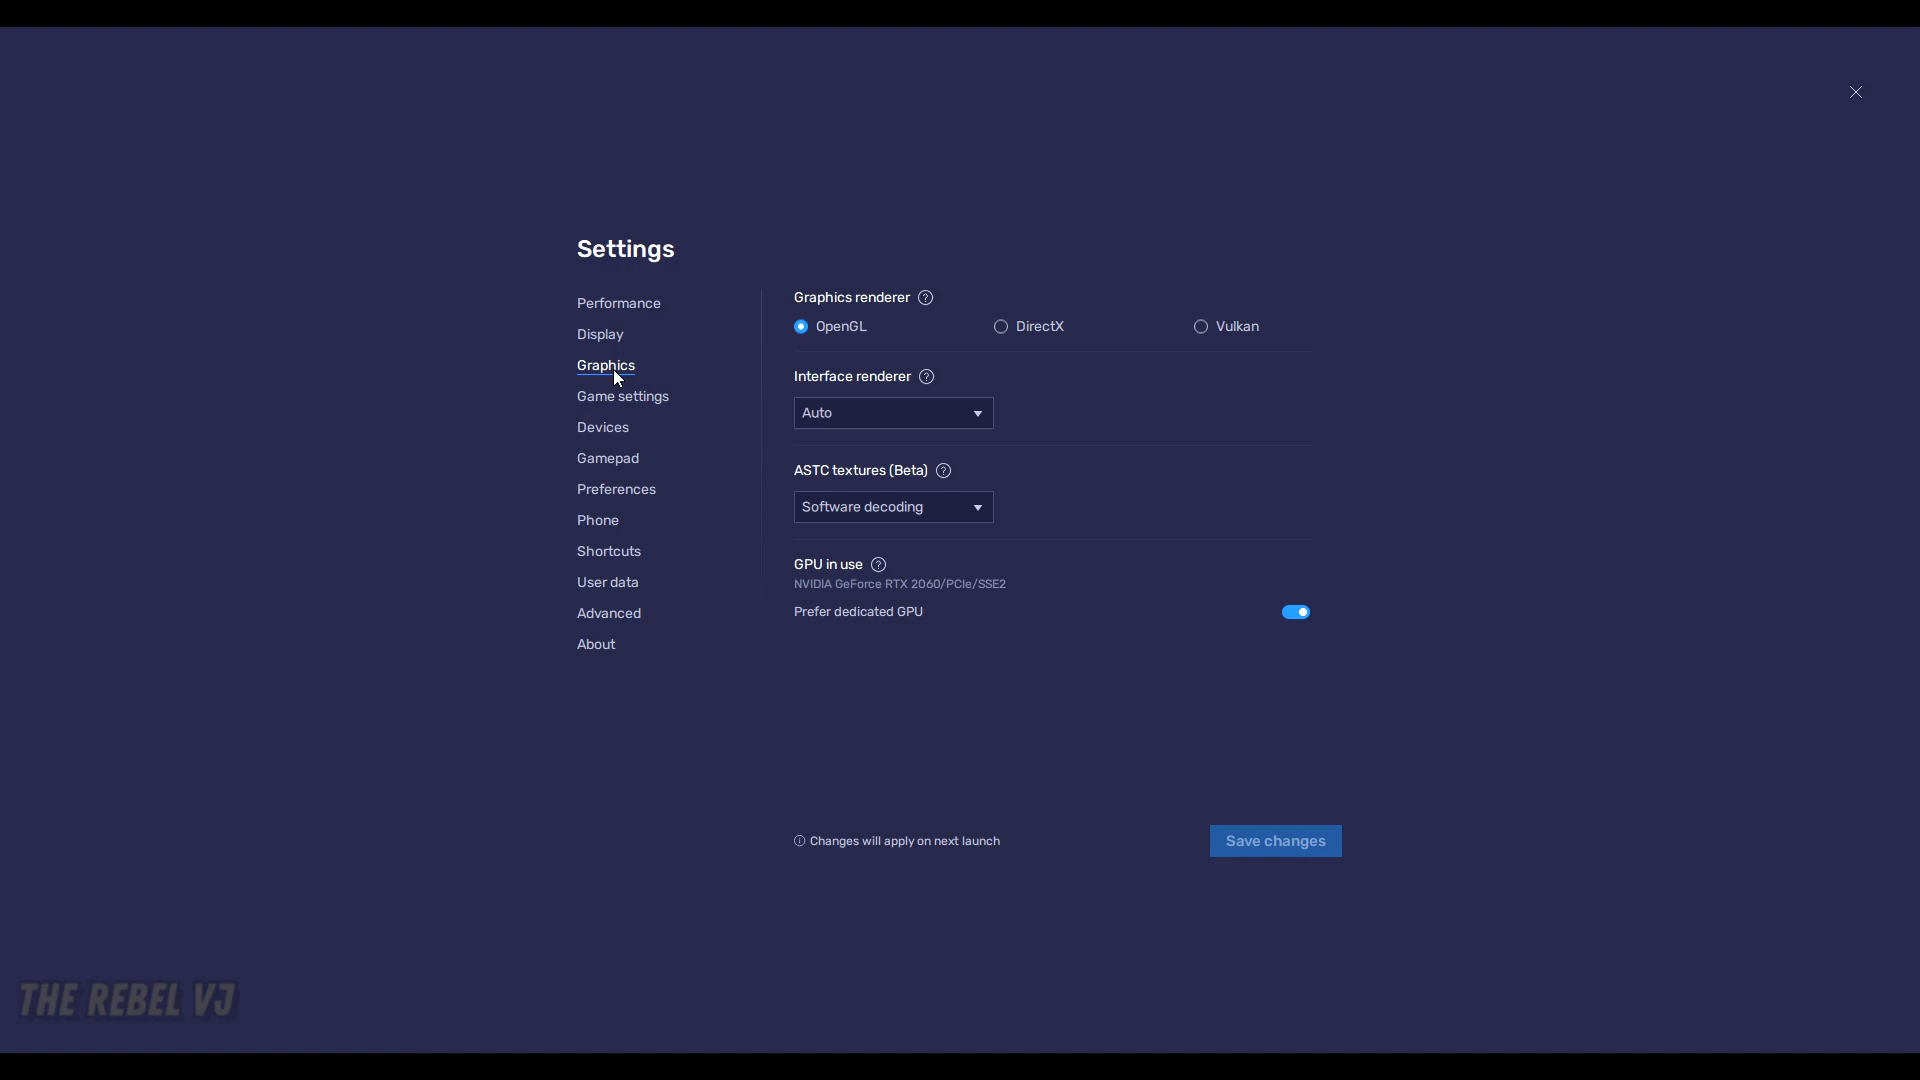 Settings
Performance
Display
Graphics
Game settings
Devices
Gamepad
Preferences
Phone
Shortcuts
User data
Advanced
About
Graphics renderer ?
OpenGL DirectX Vulkan
Interface renderer ?
Auto
ASTC textures (Beta) ?
Software decoding
GPU in use ?
NVIDIA GeForce RTX 2060/PCIe/SSE2
Prefer dedicated GPU
Changes will apply on next launch
Save changes
THE REBEL VJ